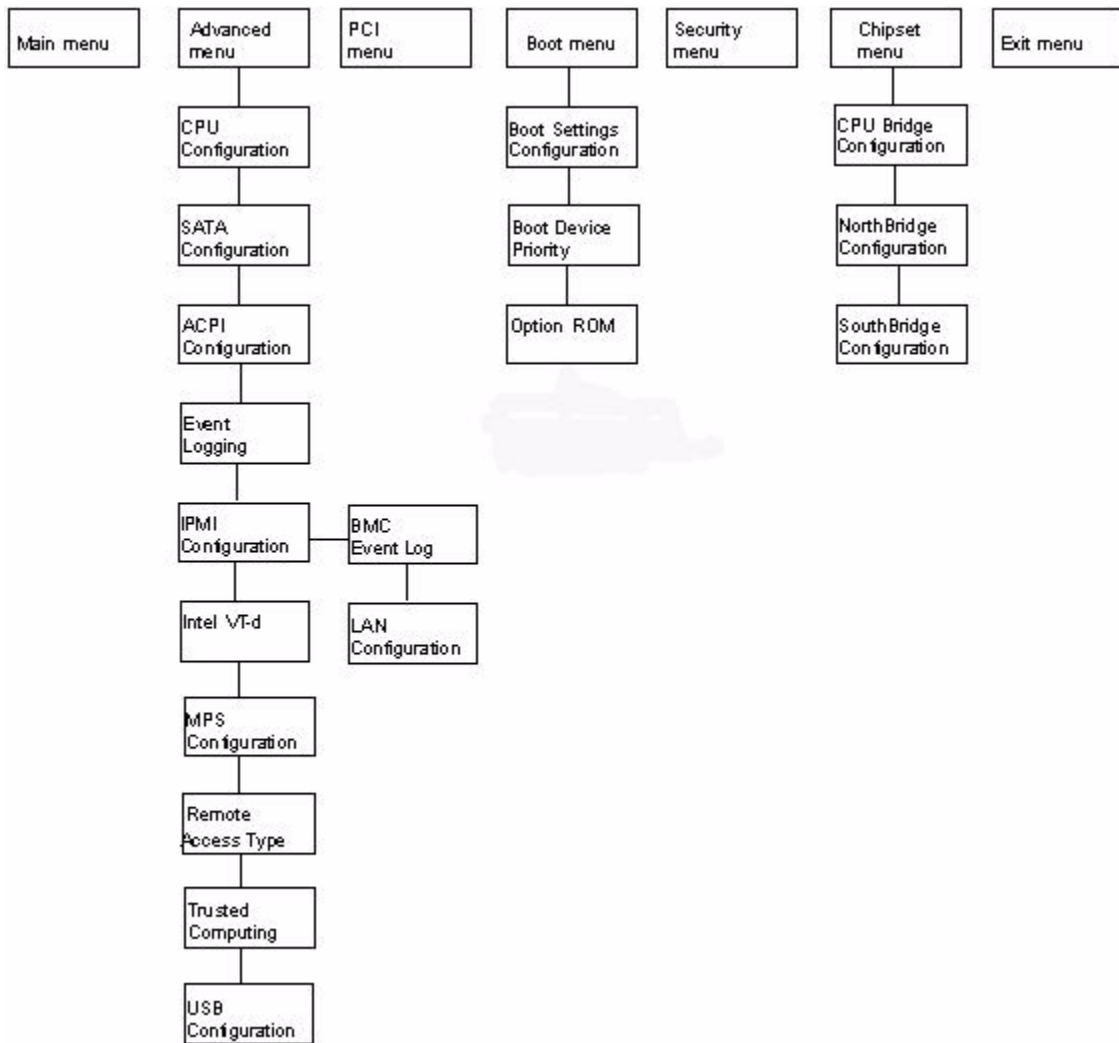 Main menu
Advanced
menu
PCI
menu
Boot menu
Security
menu
Chipset
menu
Exit menu
CPU
Configuration
SATA
Configuration
ACPI
Configuration
Event
Logging
IPMI
Configuration
BMC
Event Log
LAN
Configuration
Intel VT-d
MPS
Configuration
Remote
Access Type
Trusted
Computing
USB
Configuration
Boot Settings
Configuration
Boot Device
Priority
Option ROM
CPU Bridge
Configuration
NorthBridge
Configuration
SouthBridge
Configuration